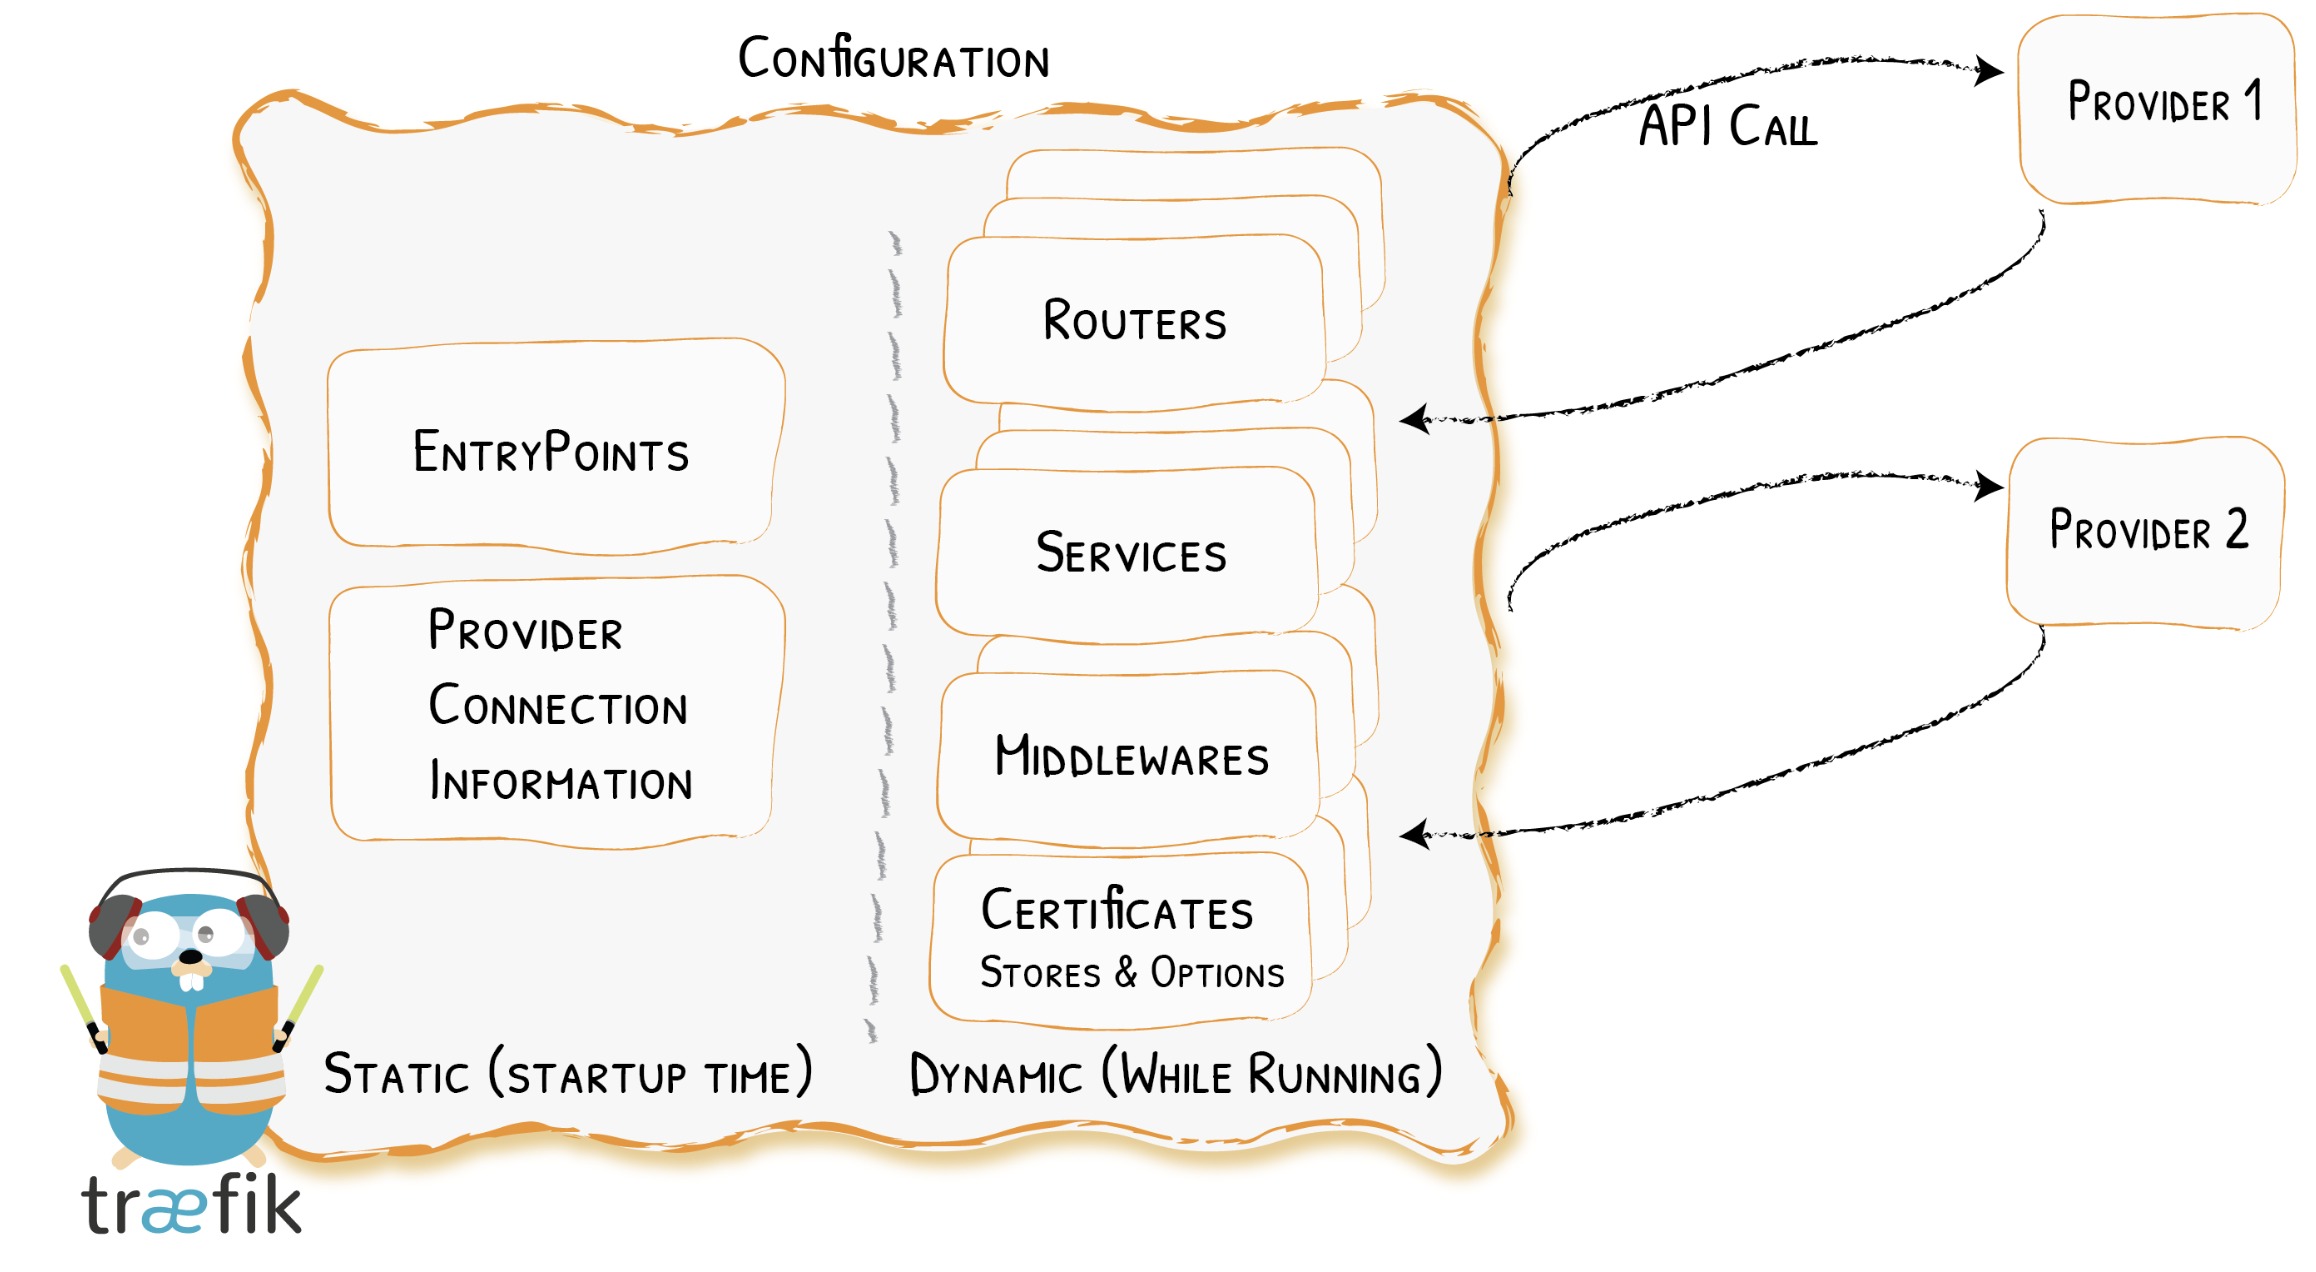 Configuration
API Call
Provider 1
Routers
EntryPoints
Services
Provider 2
Provider
Connection
Information
Middlewares
Certificates
Stores & Options
Static (startup time)
Dynamic (While Running)
træfik